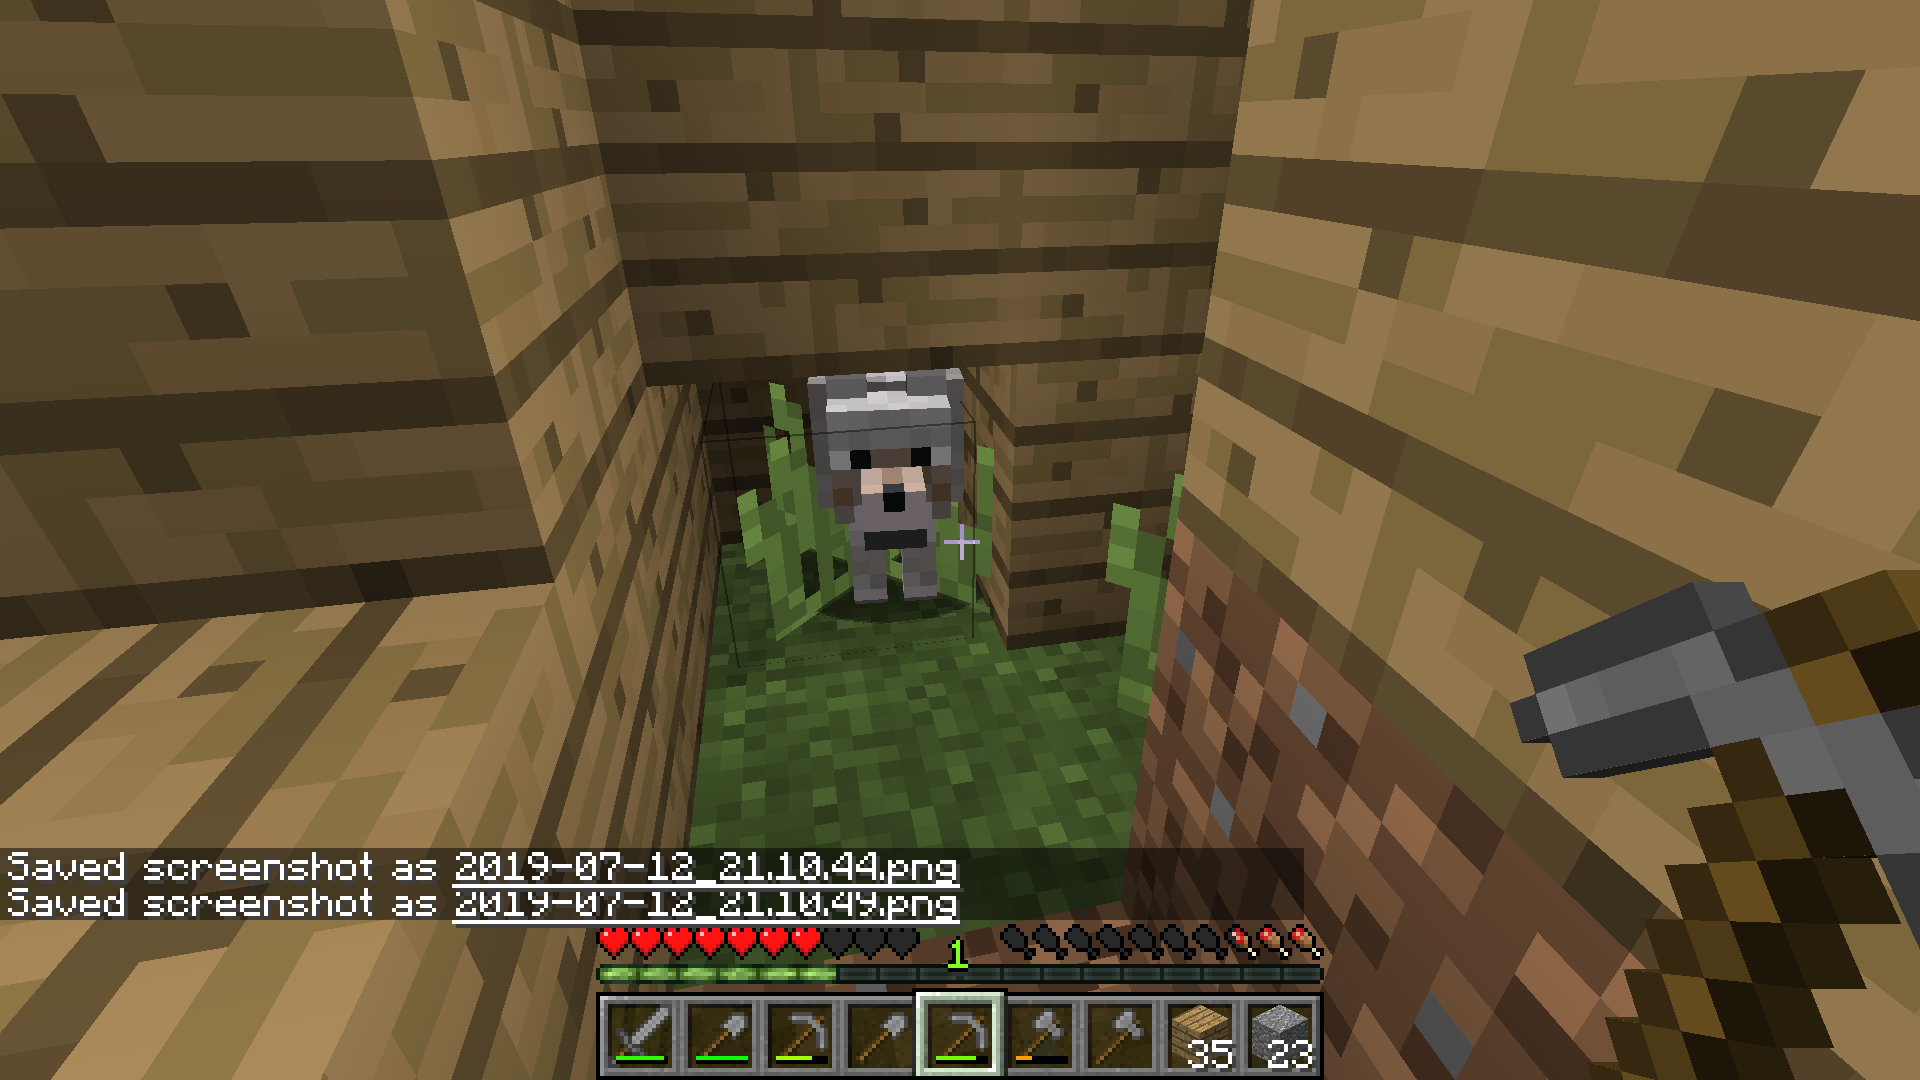 Saved screenshot as 2019-07-12_21.10.44.png
Saved screenshot as 2019-07-12_21.10.49.png
1
35 23